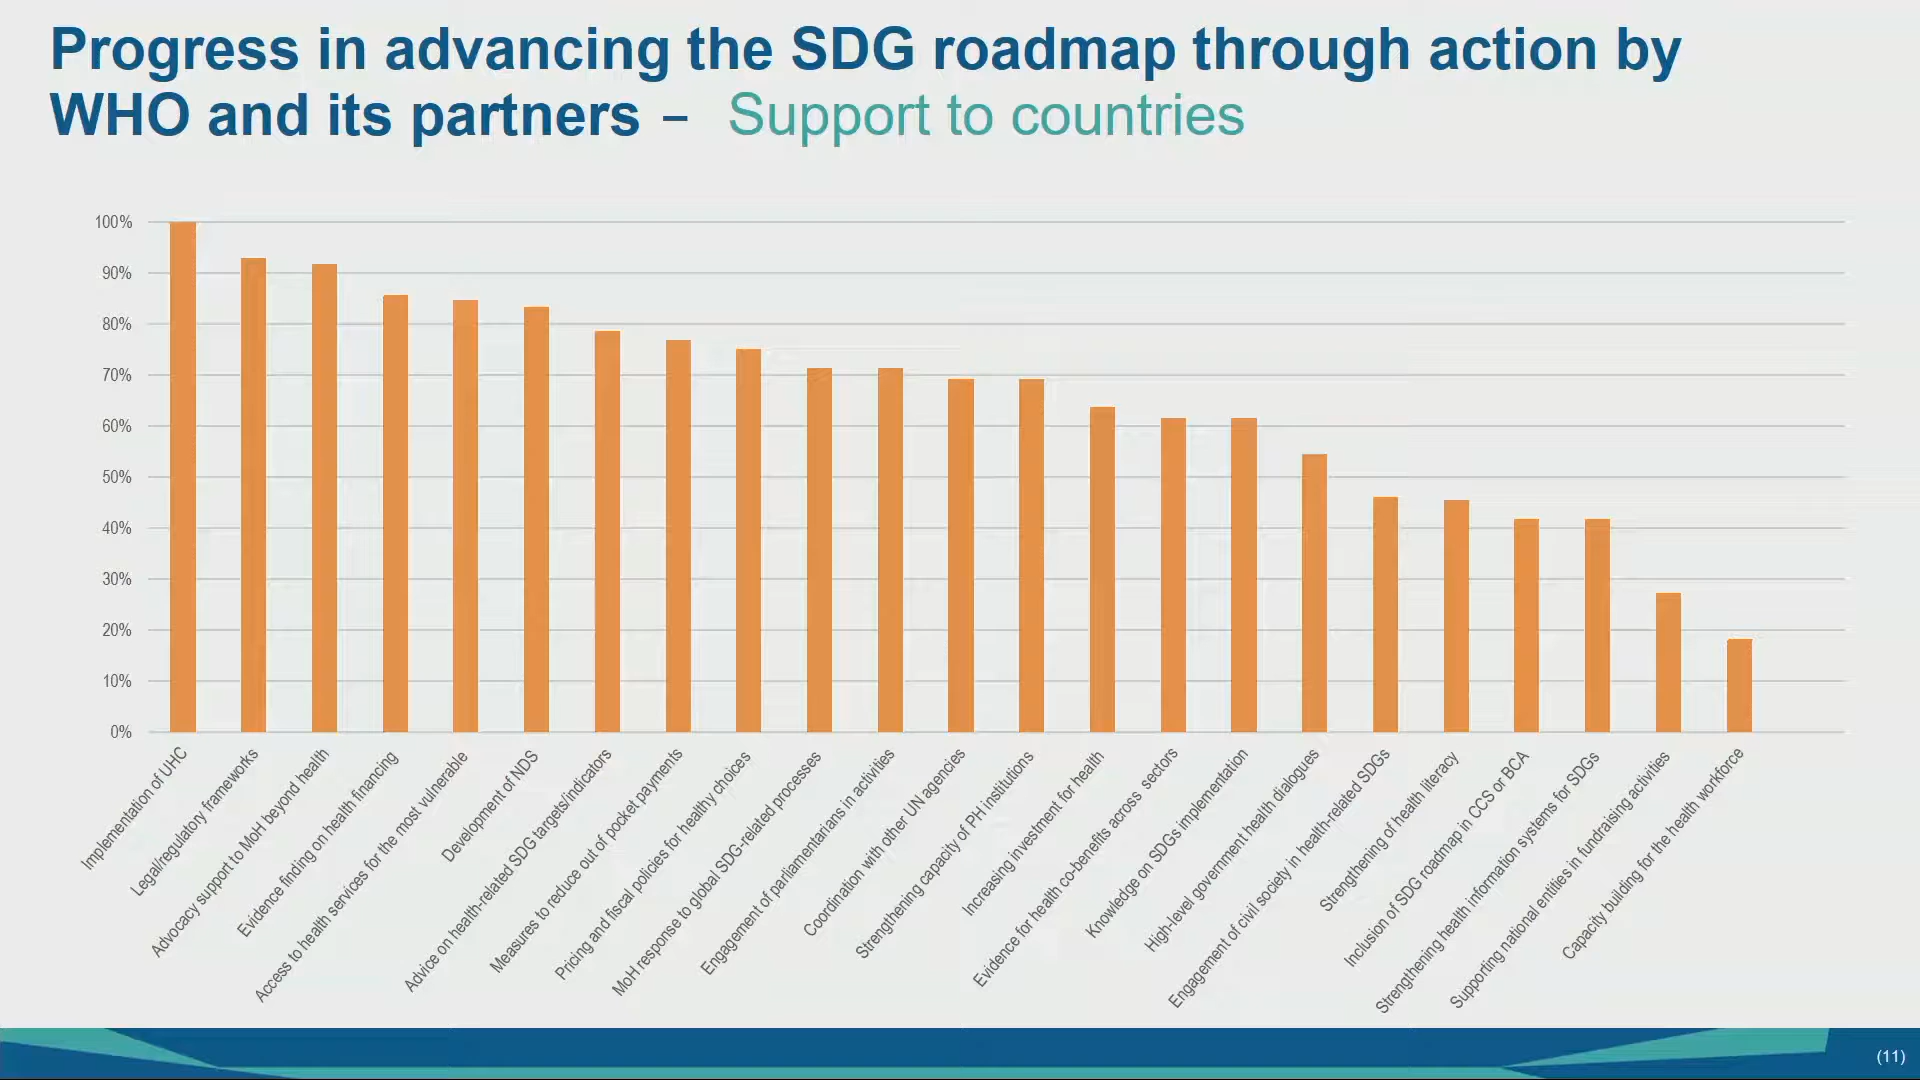 Progress in advancing the SDG roadmap through action by
WHO and its partners – Support to countries
100%
90%
80%
70%
60%
50%
40%
30%
20%
10%
0%
Implementation of UHC
Legal/regulatory frameworks
Advocacy support to MoH beyond health
Evidence finding on health financing
Access to health services for the most vulnerable
Development of NDS
Advice on health-related SDG targets/indicators
Measures to reduce out of pocket payments
Pricing and fiscal policies for healthy choices
MoH response to global SDG-related processes
Engagement of parliamentarians in activities
Coordination with other UN agencies
Strengthening capacity of PH institutions
Increasing investment for health
Evidence for health co-benefits across sectors
Knowledge on SDGs implementation
High-level government health dialogues
Engagement of civil society in health-related SDGs
Strengthening of health literacy
Inclusion of SDG roadmap in CCS or BCA
Strengthening health information systems for SDGs
Supporting national entities in fundraising activities
Capacity building for the health workforce
(11)